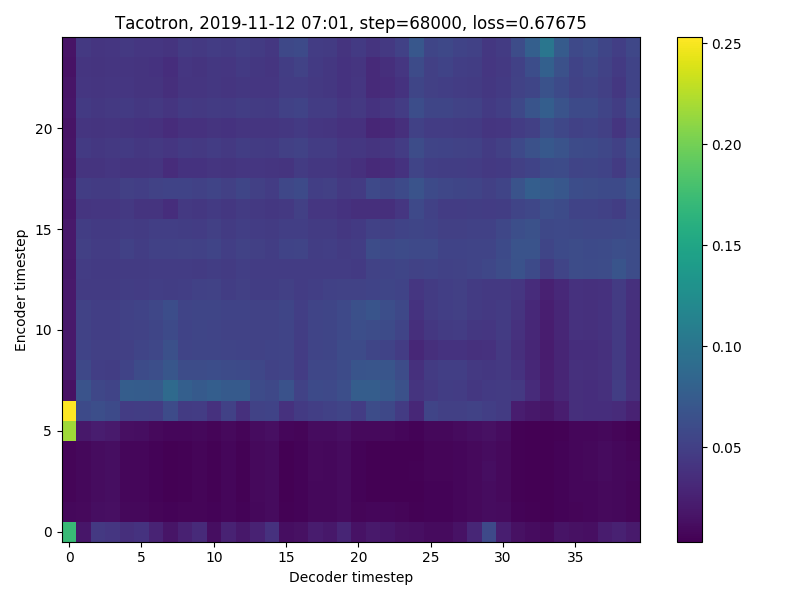 Tacotron, 2019-11-12 07:01, step=68000, loss=0.67675
0.25
0.20
0.15
0.10
0.05
Encoder timestep
20
15
10
5
0
0 5 10 15 20 25 30 35
Decoder timestep